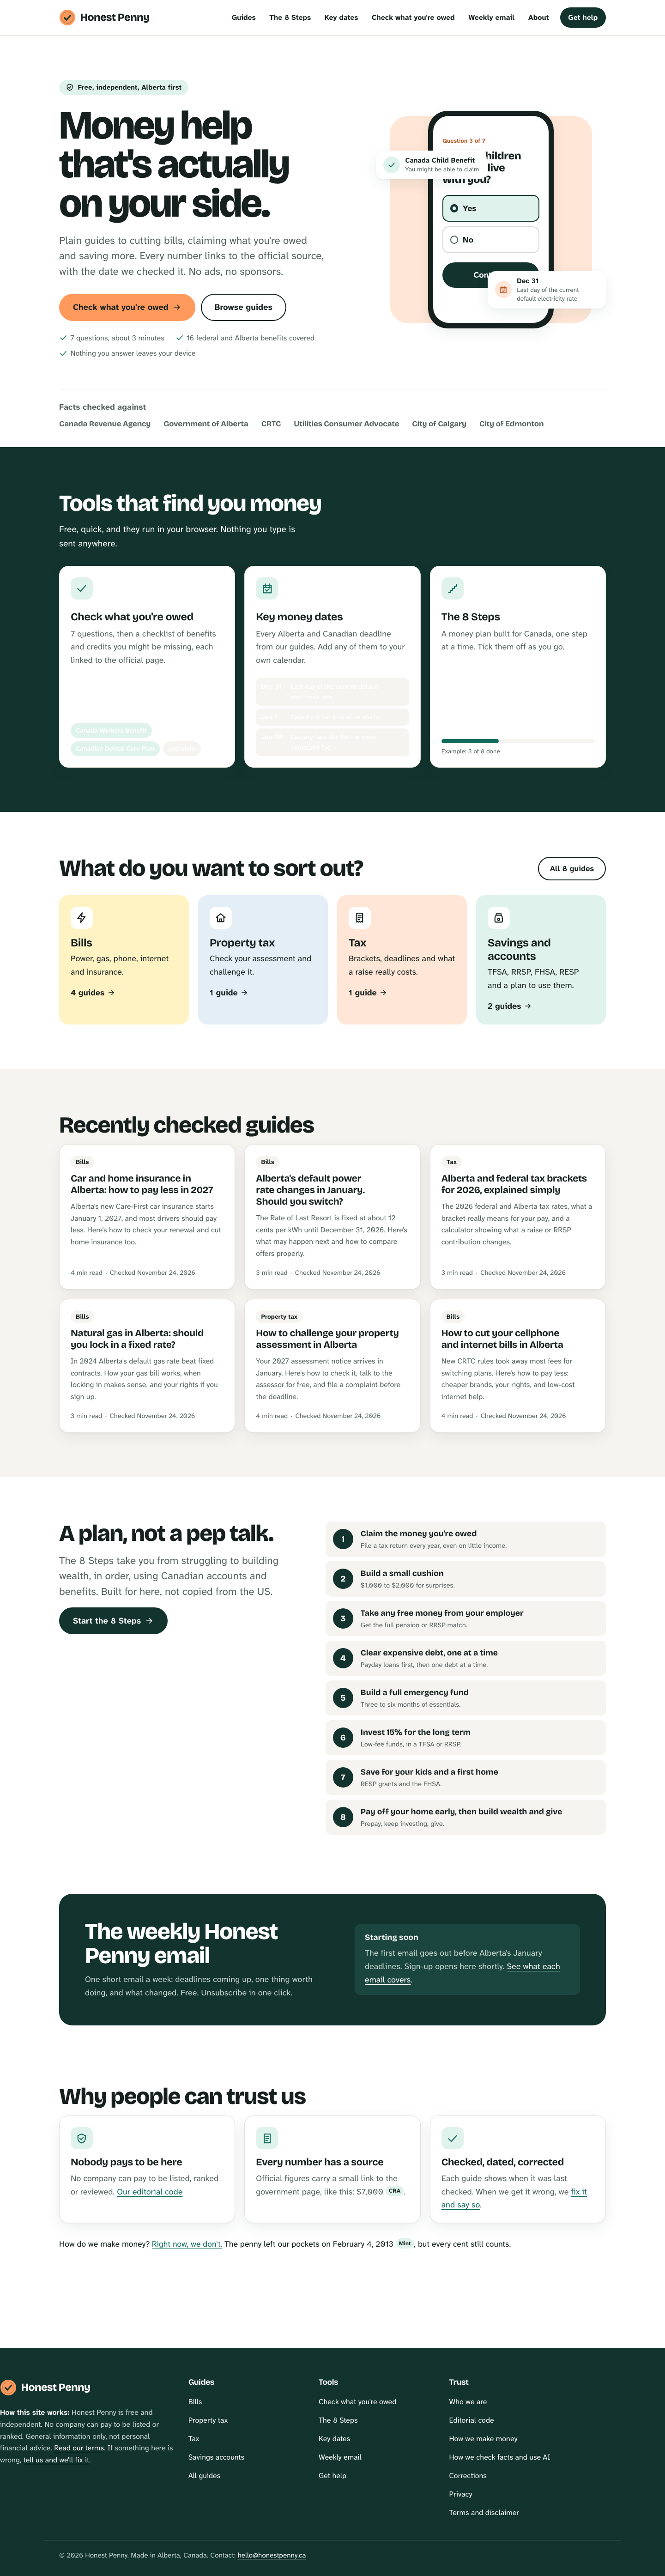 Honest Penny
Guides The 8 Steps Key dates Check what you're owed Weekly email About Get help
Free, independent, Alberta first
Money help
that's actually
on your side.
Plain guides to cutting bills, claiming what you're owed
and saving more. Every number links to the official source,
with the date we checked it. No ads, no sponsors.
Check what you're owed →
Browse guides
7 questions, about 3 minutes
16 federal and Alberta benefits covered
Nothing you answer leaves your device
Question 3 of 7
Canada Child Benefit
You might be able to claim
live
with you?
Yes
No
Dec 31
Last day of the current
default electricity rate
Facts checked against
Canada Revenue Agency Government of Alberta CRTC Utilities Consumer Advocate City of Calgary City of Edmonton
Tools that find you money
Free, quick, and they run in your browser. Nothing you type is
sent anywhere.
Check what you're owed
7 questions, then a checklist of benefits
and credits you might be missing, each
linked to the official page.
Canadian Dental Care Plan
Key money dates
Every Alberta and Canadian deadline
from our guides. Add any of them to your
own calendar.
The 8 Steps
A money plan built for Canada, one step
at a time. Tick them off as you go.
Example: 3 of 8 done
What do you want to sort out?
All 8 guides
Bills
Power, gas, phone, internet
and insurance.
4 guides →
Property tax
Check your assessment and
challenge it.
1 guide →
Tax
Brackets, deadlines and what
a raise really costs.
1 guide →
Savings and
accounts
TFSA, RRSP, FHSA, RESP
and a plan to use them.
2 guides →
Recently checked guides
Bills
Car and home insurance in
Alberta: how to pay less in 2027
Alberta's new Care-First car insurance starts
January 1, 2027, and most drivers should pay
less. Here's how to check your renewal and cut
home insurance too.
4 min read · Checked November 24, 2026
Bills
Alberta's default power
rate changes in January.
Should you switch?
The Rate of Last Resort is fixed at about 12
cents per kWh until December 31, 2026. Here's
what may happen next and how to compare
offers properly.
3 min read · Checked November 24, 2026
Tax
Alberta and federal tax brackets
for 2026, explained simply
The 2026 federal and Alberta tax rates, what a
bracket really means for your pay, and a
calculator showing what a raise or RRSP
contribution changes.
3 min read · Checked November 24, 2026
Bills
Natural gas in Alberta: should
you lock in a fixed rate?
In 2024 Alberta's default gas rate beat fixed
contracts. How your gas bill works, when
locking in makes sense, and your rights if you
sign up.
3 min read · Checked November 24, 2026
Property tax
How to challenge your property
assessment in Alberta
Your 2027 assessment notice arrives in
January. Here's how to check it, talk to the
assessor for free, and file a complaint before
the deadline.
4 min read · Checked November 24, 2026
Bills
How to cut your cellphone
and internet bills in Alberta
New CRTC rules took away most fees for
switching plans. Here's how to pay less:
cheaper brands, your rights, and low-cost
internet help.
4 min read · Checked November 24, 2026
A plan, not a pep talk.
The 8 Steps take you from struggling to building
wealth, in order, using Canadian accounts and
benefits. Built for here, not copied from the US.
Start the 8 Steps →
1 Claim the money you're owed
File a tax return every year, even on little income.
2 Build a small cushion
$1,000 to $2,000 for surprises.
3 Take any free money from your employer
Get the full pension or RRSP match.
4 Clear expensive debt, one at a time
Payday loans first, then one debt at a time.
5 Build a full emergency fund
Three to six months of essentials.
6 Invest 15% for the long term
Low-fee funds, in a TFSA or RRSP.
7 Save for your kids and a first home
RESP grants and the FHSA.
8 Pay off your home early, then build wealth and give
Prepay, keep investing, give.
The weekly Honest
Penny email
One short email a week: deadlines coming up, one thing worth
doing, and what changed. Free. Unsubscribe in one click.
Starting soon
The first email goes out before Alberta's January
deadlines. Sign-up opens here shortly. See what each
email covers.
Why people can trust us
Nobody pays to be here
No company can pay to be listed, ranked
or reviewed. Our editorial code
Every number has a source
Official figures carry a small link to the
government page, like this: $7,000 CRA.
Checked, dated, corrected
Each guide shows when it was last
checked. When we get it wrong, we fix it
and say so.
How do we make money? Right now, we don't. The penny left our pockets on February 4, 2013 Mint, but every cent still counts.
Honest Penny
How this site works: Honest Penny is free and
independent. No company can pay to be listed or
ranked. General information only, not personal
financial advice. Read our terms. If something here is
wrong, tell us and we'll fix it.
Guides
Bills
Property tax
Tax
Savings accounts
All guides
Tools
Check what you're owed
The 8 Steps
Key dates
Weekly email
Get help
Trust
Who we are
Editorial code
How we make money
How we check facts and use AI
Corrections
Privacy
Terms and disclaimer
© 2026 Honest Penny. Made in Alberta, Canada. Contact: hello@honestpenny.ca